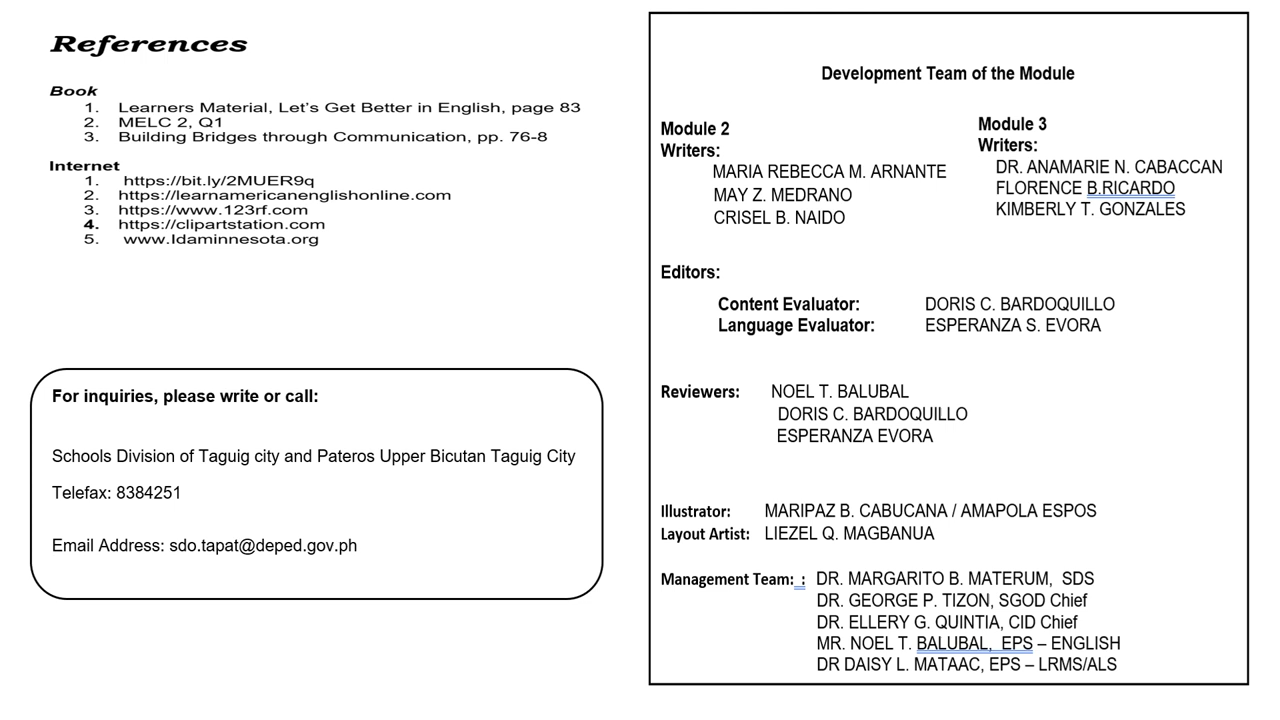 References
Book
1. Learners Material, Let's Get Better in English, page 83
2. MELC 2, Q1
3. Building Bridges through Communication, pp. 76-8
Internet
1. https://bit.ly/2MUER9q
2. https://learnamericanenglishonline.com
3. https://www.123rf.com
4. https://clipartstation.com
5. www.ldaminnesota.org
For inquiries, please write or call:
Schools Division of Taguig city and Pateros Upper Bicutan Taguig City
Telefax: 8384251
Email Address: sdo.tapat@deped.gov.ph
Development Team of the Module
Module 2
Writers:
MARIA REBECCA M. ARNANTE
MAY Z. MEDRANO
CRISEL B. NAIDO
Module 3
Writers:
DR. ANAMARIE N. CABACCAN
FLORENCE B.RICARDO
KIMBERLY T. GONZALES
Editors:
Content Evaluator: DORIS C. BARDOQUILLO
Language Evaluator: ESPERANZA S. EVORA
Reviewers: NOEL T. BALUBAL
DORIS C. BARDOQUILLO
ESPERANZA EVORA
Illustrator: MARIPAZ B. CABUCANA / AMAPOLA ESPOS
Layout Artist: LIEZEL Q. MAGBANUA
Management Team: : DR. MARGARITO B. MATERUM, SDS
DR. GEORGE P. TIZON, SGOD Chief
DR. ELLERY G. QUINTIA, CID Chief
MR. NOEL T. BALUBAL, EPS – ENGLISH
DR DAISY L. MATAAC, EPS – LRMS/ALS